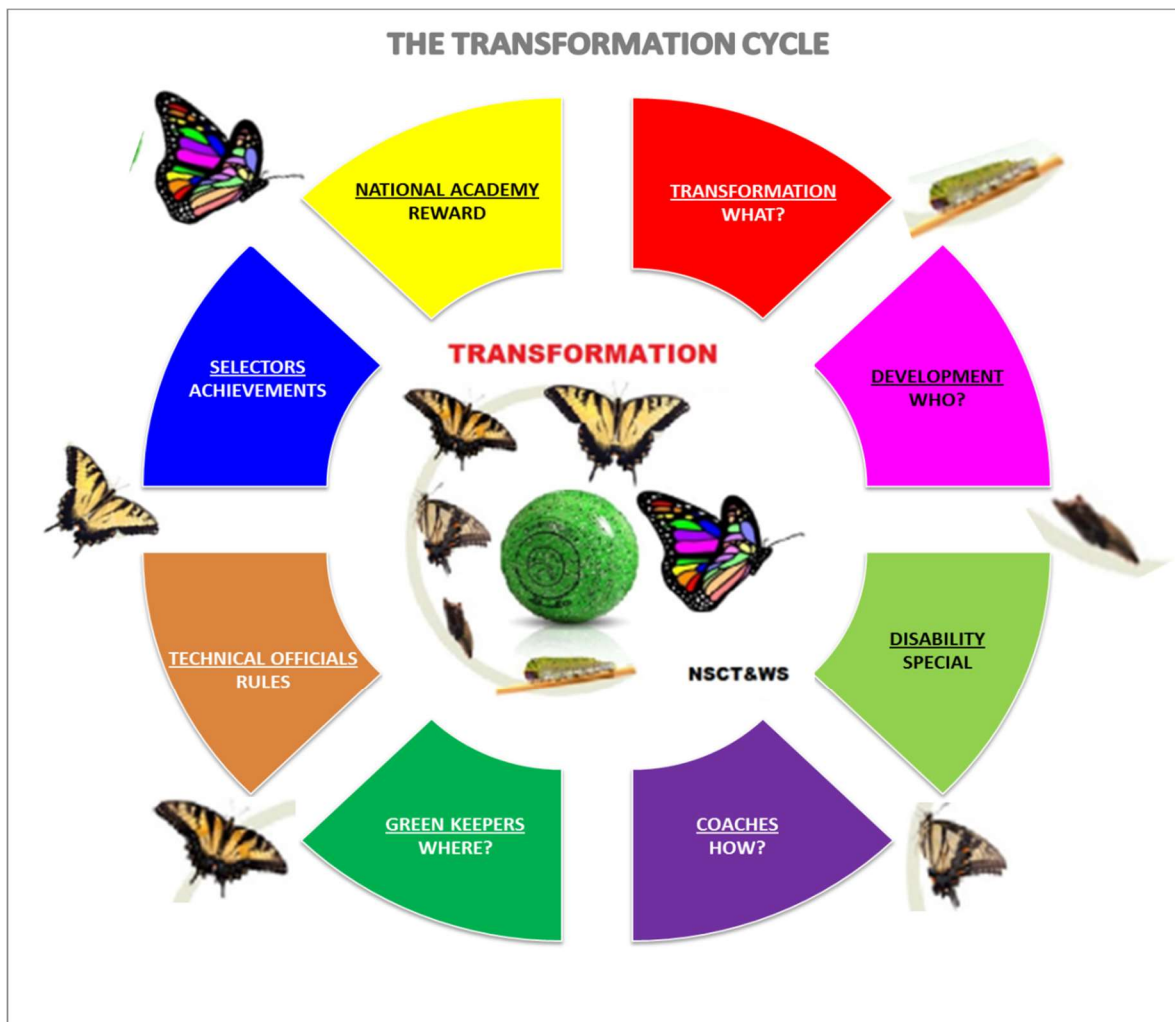 THE TRANSFORMATION CYCLE
NATIONAL ACADEMY
REWARD
TRANSFORMATION
WHAT?
SELECTORS
ACHIEVEMENTS
TRANSFORMATION
DEVELOPMENT
WHO?
TECHNICAL OFFICIALS
RULES
NSCT&WS
DISABILITY
SPECIAL
GREEN KEEPERS
WHERE?
COACHES
HOW?